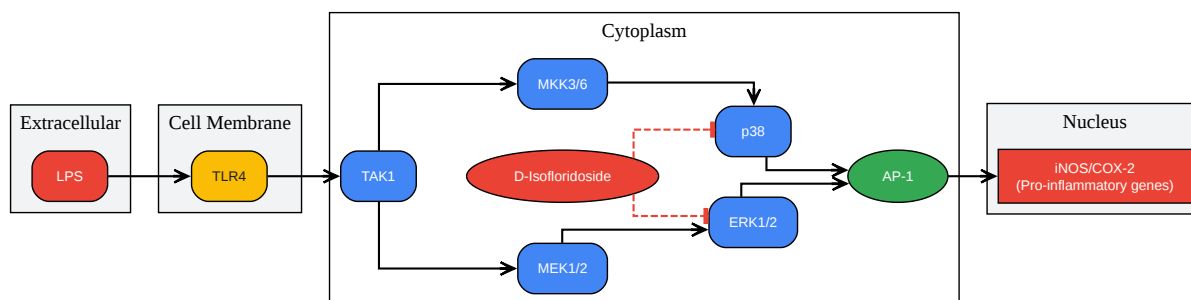 Cytoplasm
Extracellular
Cell Membrane
Nucleus
LPS
TLR4
TAK1
MKK3/6
p38
D-Isofloridoside
AP-1
ERK1/2
MEK1/2
iNOS/COX-2
(Pro-inflammatory genes)